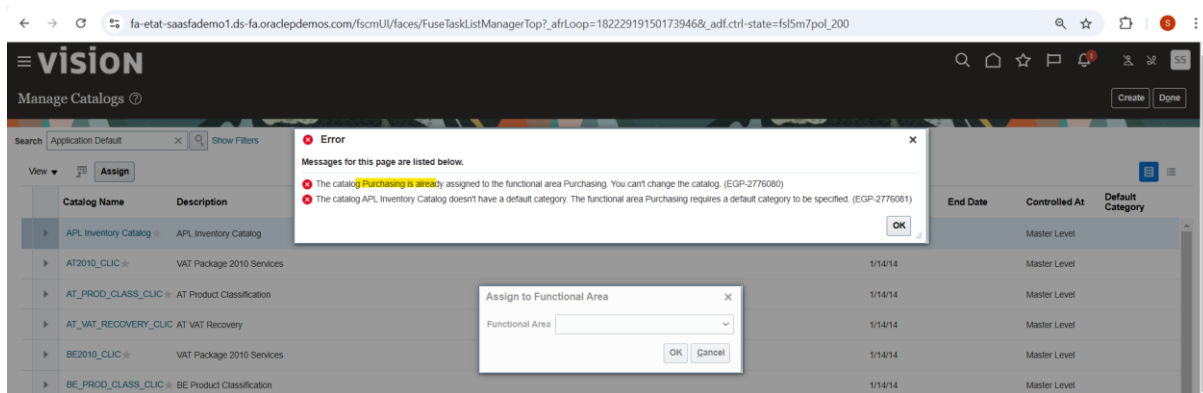 fa-etat-saasfademo1.ds-fa.oraclepdemos.com/fscmUI/faces/FuseTaskListManagerTop?_afrLoop=18222919150173946&_adf.ctrl-state=fsl5m7pol_200
S
VISION
1
SS
Manage Catalogs
Create Done
Search Application Default Show Filters
View Assign
Error
Messages for this page are listed below.
The catalog Purchasing is already assigned to the functional area Purchasing. You can't change the catalog. (EGP-2776080)
The catalog APL Inventory Catalog doesn't have a default category. The functional area Purchasing requires a default category to be specified. (EGP-2776081)
OK
Catalog Name Description End Date Controlled At Default Category
APL Inventory Catalog APL Inventory Catalog Master Level
AT2010_CLIC VAT Package 2010 Services 1/14/14 Master Level
AT_PROD_CLASS_CLIC AT Product Classification 1/14/14 Master Level
AT_VAT_RECOVERY_CLIC AT VAT Recovery 1/14/14 Master Level
BE2010_CLIC VAT Package 2010 Services 1/14/14 Master Level
BE_PROD_CLASS_CLIC BE Product Classification 1/14/14 Master Level
Assign to Functional Area
Functional Area
OK Cancel